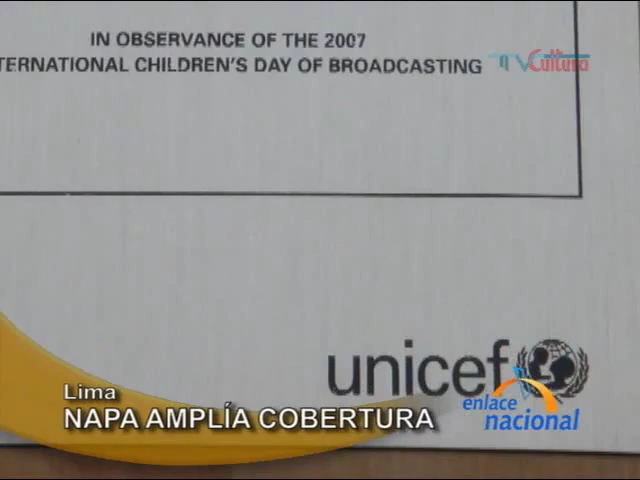 IN OBSERVANCE OF THE 2007
TERNATIONAL CHILDREN'S DAY OF BROADCASTING
TVCultura
unicef
Lima
NAPA AMPLÍA COBERTURA
enlace
nacional